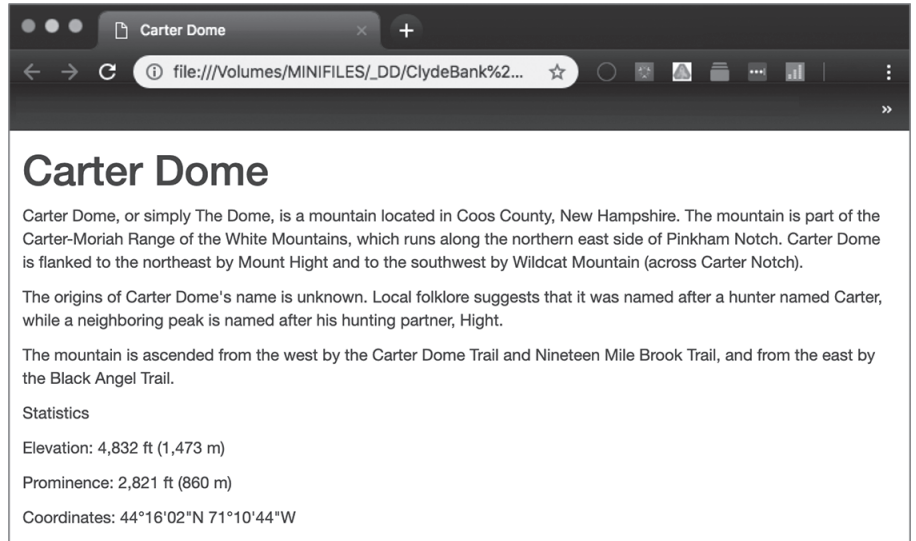 Carter Dome
file:///Volumes/MINIFILES/_DD/ClydeBank%2...
Carter Dome
Carter Dome, or simply The Dome, is a mountain located in Coos County, New Hampshire. The mountain is part of the
Carter-Moriah Range of the White Mountains, which runs along the northern east side of Pinkham Notch. Carter Dome
is flanked to the northeast by Mount Hight and to the southwest by Wildcat Mountain (across Carter Notch).
The origins of Carter Dome's name is unknown. Local folklore suggests that it was named after a hunter named Carter,
while a neighboring peak is named after his hunting partner, Hight.
The mountain is ascended from the west by the Carter Dome Trail and Nineteen Mile Brook Trail, and from the east by
the Black Angel Trail.
Statistics
Elevation: 4,832 ft (1,473 m)
Prominence: 2,821 ft (860 m)
Coordinates: 44°16'02"N 71°10'44"W